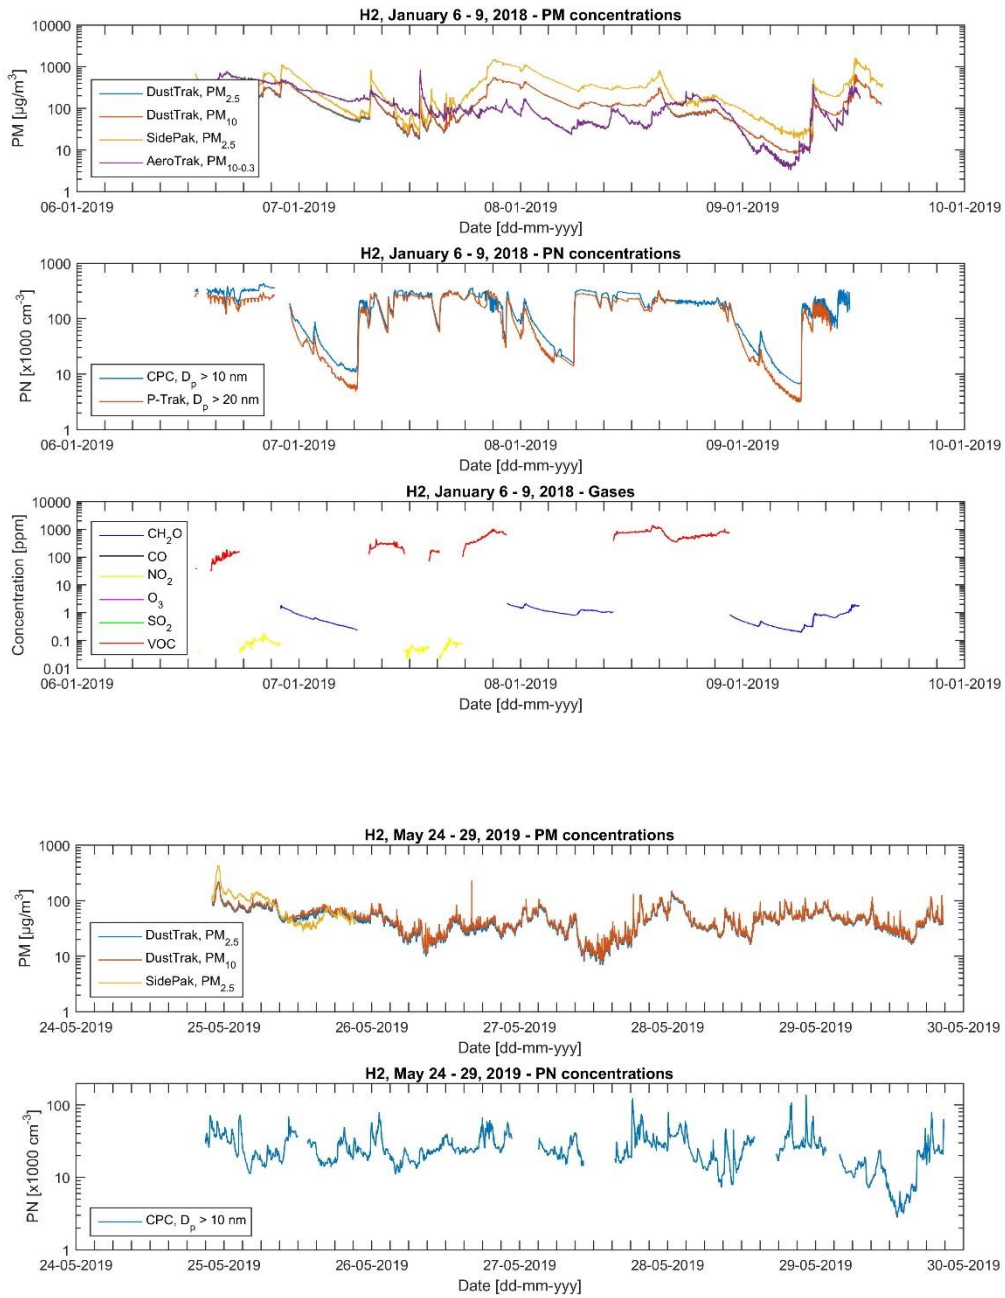 H2, January 6 - 9, 2018 - PM concentrations
10000
1000
100
10
1
PM [µg/m³]
DustTrak, PM2.5
DustTrak, PM10
SidePak, PM2.5
AeroTrak, PM10-0.3
06-01-2019 07-01-2019 08-01-2019 09-01-2019 10-01-2019
Date [dd-mm-yyy]
H2, January 6 - 9, 2018 - PN concentrations
1000
100
10
1
PN [x1000 cm-3]
CPC, Dp > 10 nm
P-Trak, Dp > 20 nm
06-01-2019 07-01-2019 08-01-2019 09-01-2019 10-01-2019
Date [dd-mm-yyy]
H2, January 6 - 9, 2018 - Gases
10000
1000
100
10
1
0.1
0.01
Concentration [ppm]
CH2O
CO
NO2
O3
SO2
VOC
06-01-2019 07-01-2019 08-01-2019 09-01-2019 10-01-2019
Date [dd-mm-yyy]
H2, May 24 - 29, 2019 - PM concentrations
1000
100
10
1
PM [µg/m³]
DustTrak, PM2.5
DustTrak, PM10
SidePak, PM2.5
24-05-2019 25-05-2019 26-05-2019 27-05-2019 28-05-2019 29-05-2019 30-05-2019
Date [dd-mm-yyy]
H2, May 24 - 29, 2019 - PN concentrations
100
10
1
PN [x1000 cm-3]
CPC, Dp > 10 nm
24-05-2019 25-05-2019 26-05-2019 27-05-2019 28-05-2019 29-05-2019 30-05-2019
Date [dd-mm-yyy]